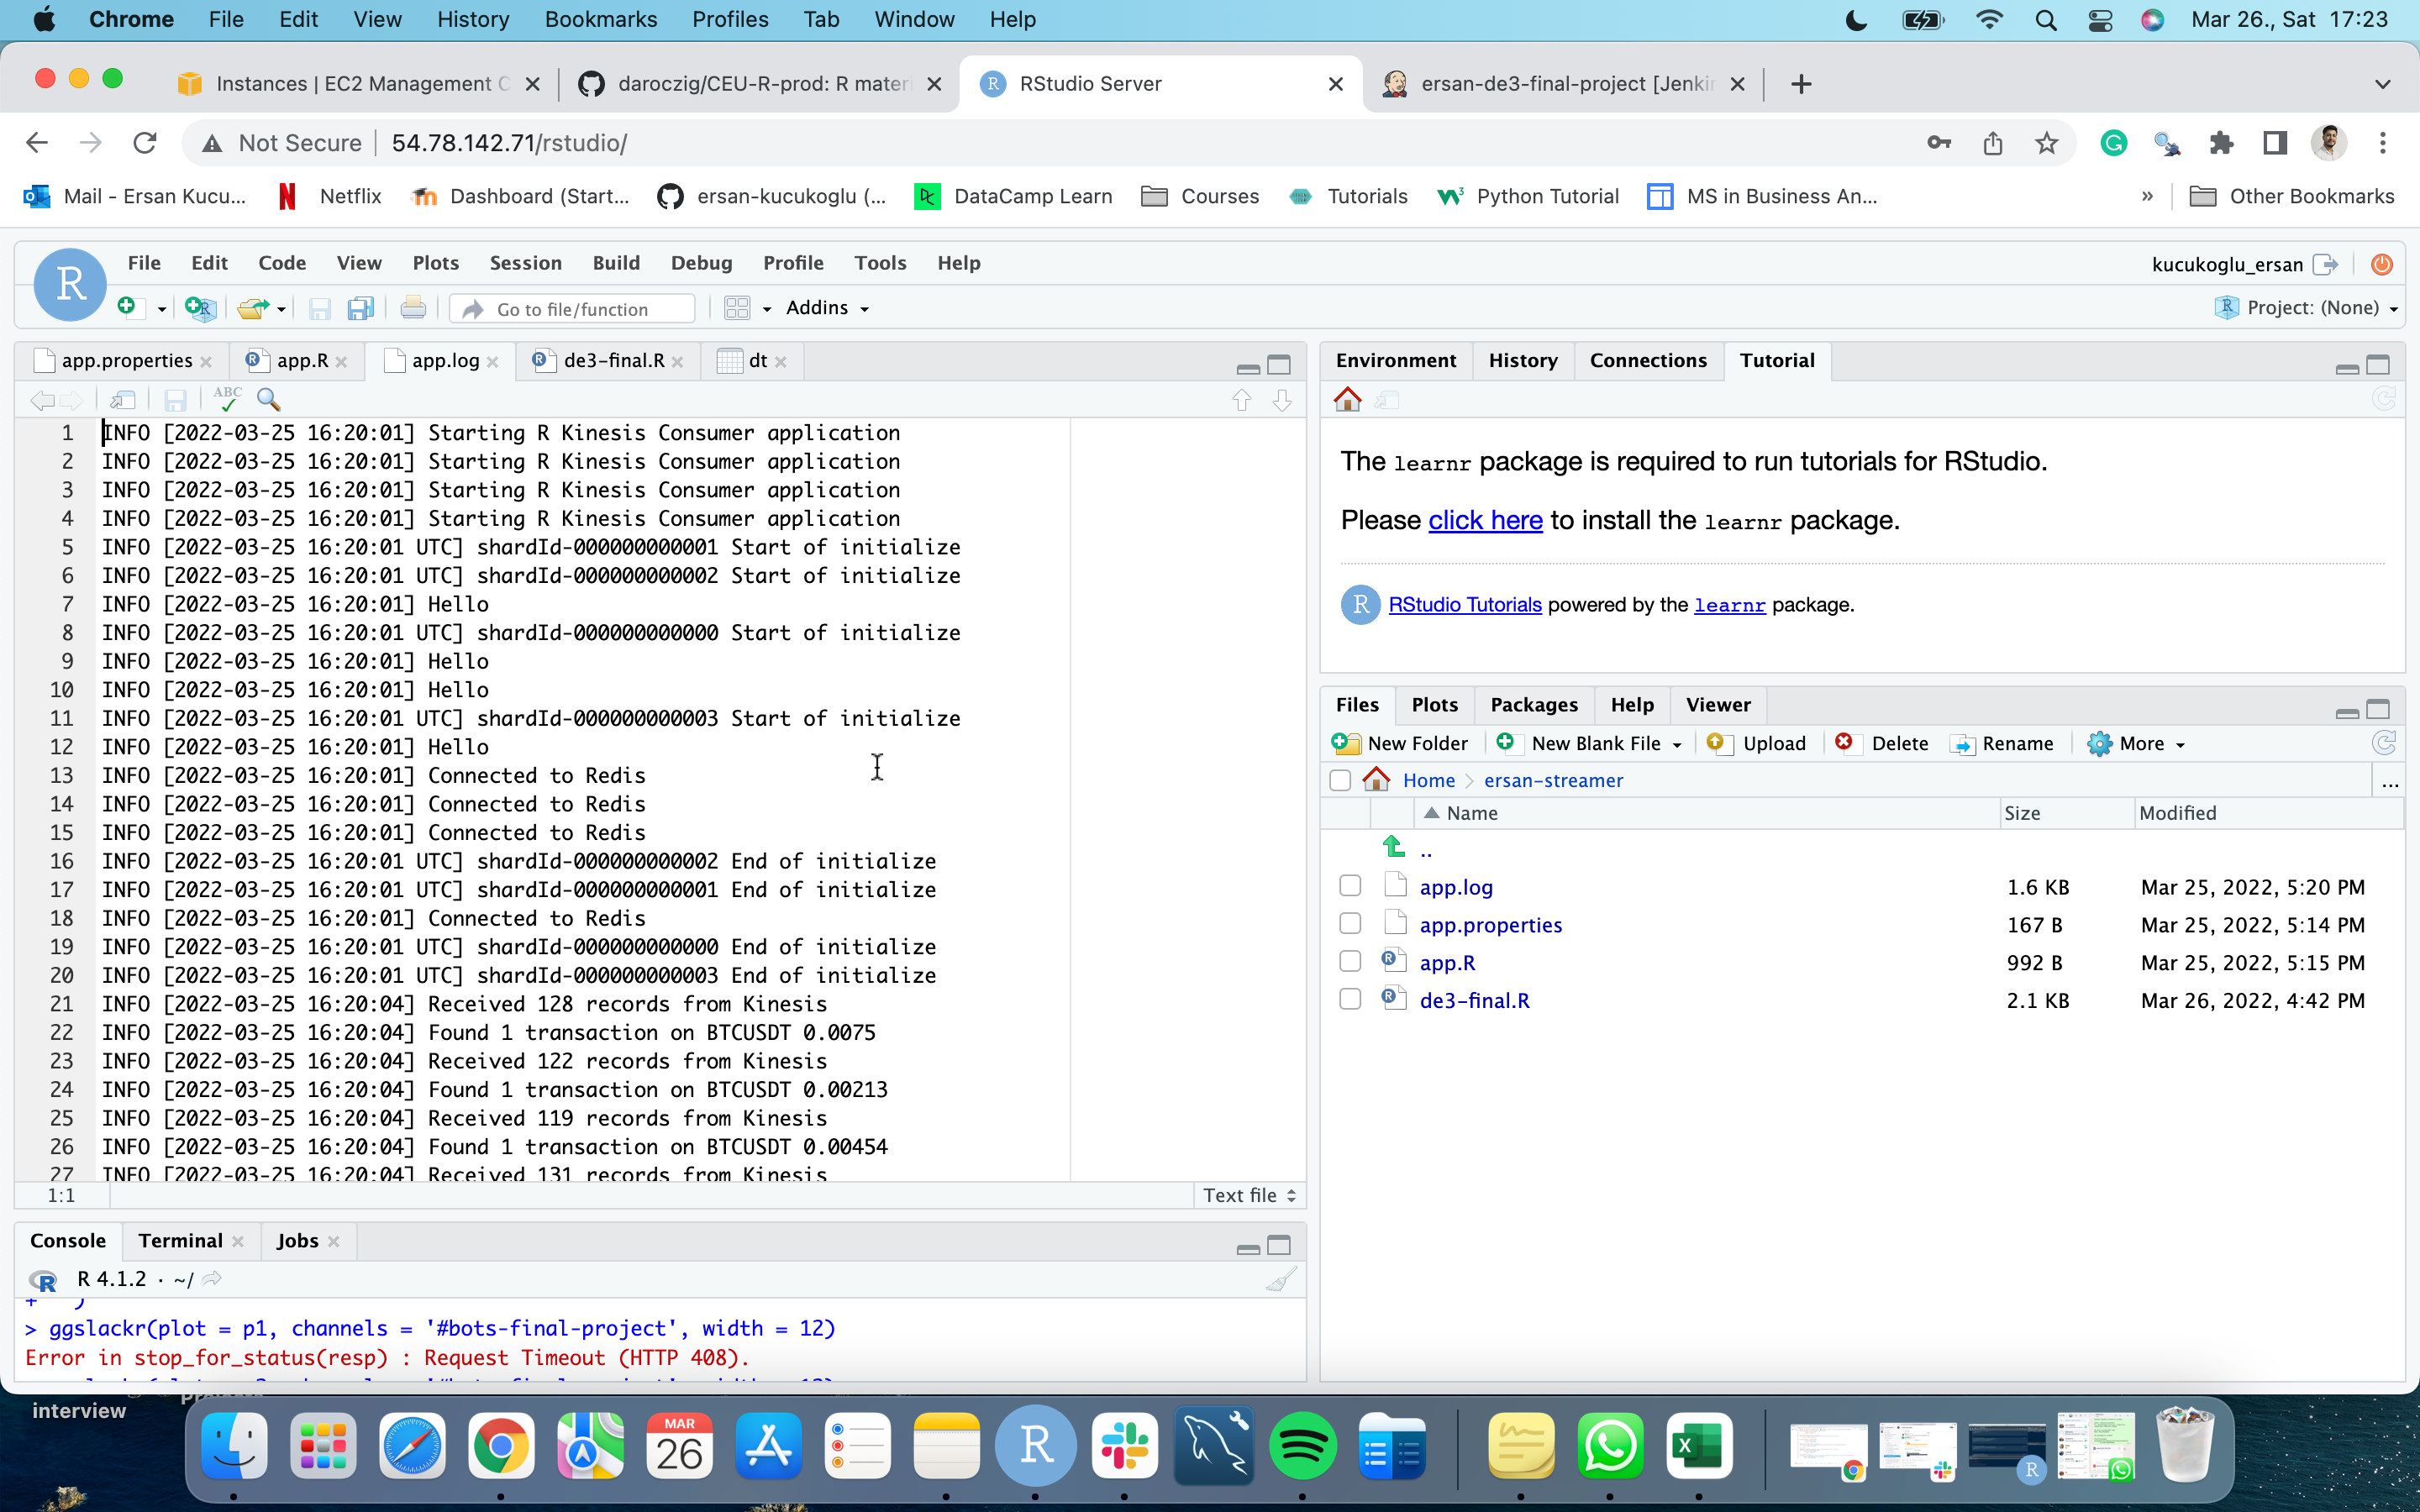 Chrome File Edit View History Bookmarks Profiles Tab Window Help Mar 26., Sat 17:23
Instances | EC2 Management C daroczig/CEU-R-prod: R materi RStudio Server ersan-de3-final-project [Jenkin
Not Secure 54.78.142.71/rstudio/
Mail - Ersan Kucu... Netflix Dashboard (Start... ersan-kucukoglu (... DataCamp Learn Courses Tutorials Python Tutorial MS in Business An... » Other Bookmarks
File Edit Code View Plots Session Build Debug Profile Tools Help kucukoglu_ersan
Go to file/function Addins Project: (None)
app.properties app.R app.log de3-final.R dt
ABC
1 INFO [2022-03-25 16:20:01] Starting R Kinesis Consumer application
2 INFO [2022-03-25 16:20:01] Starting R Kinesis Consumer application
3 INFO [2022-03-25 16:20:01] Starting R Kinesis Consumer application
4 INFO [2022-03-25 16:20:01] Starting R Kinesis Consumer application
5 INFO [2022-03-25 16:20:01 UTC] shardId-000000000001 Start of initialize
6 INFO [2022-03-25 16:20:01 UTC] shardId-000000000002 Start of initialize
7 INFO [2022-03-25 16:20:01] Hello
8 INFO [2022-03-25 16:20:01 UTC] shardId-000000000000 Start of initialize
9 INFO [2022-03-25 16:20:01] Hello
10 INFO [2022-03-25 16:20:01] Hello
11 INFO [2022-03-25 16:20:01 UTC] shardId-000000000003 Start of initialize
12 INFO [2022-03-25 16:20:01] Hello
13 INFO [2022-03-25 16:20:01] Connected to Redis
14 INFO [2022-03-25 16:20:01] Connected to Redis
15 INFO [2022-03-25 16:20:01] Connected to Redis
16 INFO [2022-03-25 16:20:01 UTC] shardId-000000000002 End of initialize
17 INFO [2022-03-25 16:20:01 UTC] shardId-000000000001 End of initialize
18 INFO [2022-03-25 16:20:01] Connected to Redis
19 INFO [2022-03-25 16:20:01 UTC] shardId-000000000000 End of initialize
20 INFO [2022-03-25 16:20:01 UTC] shardId-000000000003 End of initialize
21 INFO [2022-03-25 16:20:04] Received 128 records from Kinesis
22 INFO [2022-03-25 16:20:04] Found 1 transaction on BTCUSDT 0.0075
23 INFO [2022-03-25 16:20:04] Received 122 records from Kinesis
24 INFO [2022-03-25 16:20:04] Found 1 transaction on BTCUSDT 0.00213
25 INFO [2022-03-25 16:20:04] Received 119 records from Kinesis
26 INFO [2022-03-25 16:20:04] Found 1 transaction on BTCUSDT 0.00454
27 INFO [2022-03-25 16:20:04] Received 131 records from Kinesis
1:1 Text file
Console Terminal Jobs
R 4.1.2 · ~/
+ )
> ggslackr(plot = p1, channels = '#bots-final-project', width = 12)
Error in stop_for_status(resp) : Request Timeout (HTTP 408).
Environment History Connections Tutorial
The learnr package is required to run tutorials for RStudio.
Please click here to install the learnr package.
RStudio Tutorials powered by the learnr package.
Files Plots Packages Help Viewer
New Folder New Blank File Upload Delete Rename More
Home ersan-streamer ...
Name Size Modified
..
app.log 1.6 KB Mar 25, 2022, 5:20 PM
app.properties 167 B Mar 25, 2022, 5:14 PM
app.R 992 B Mar 25, 2022, 5:15 PM
de3-final.R 2.1 KB Mar 26, 2022, 4:42 PM
interview
MAR
26